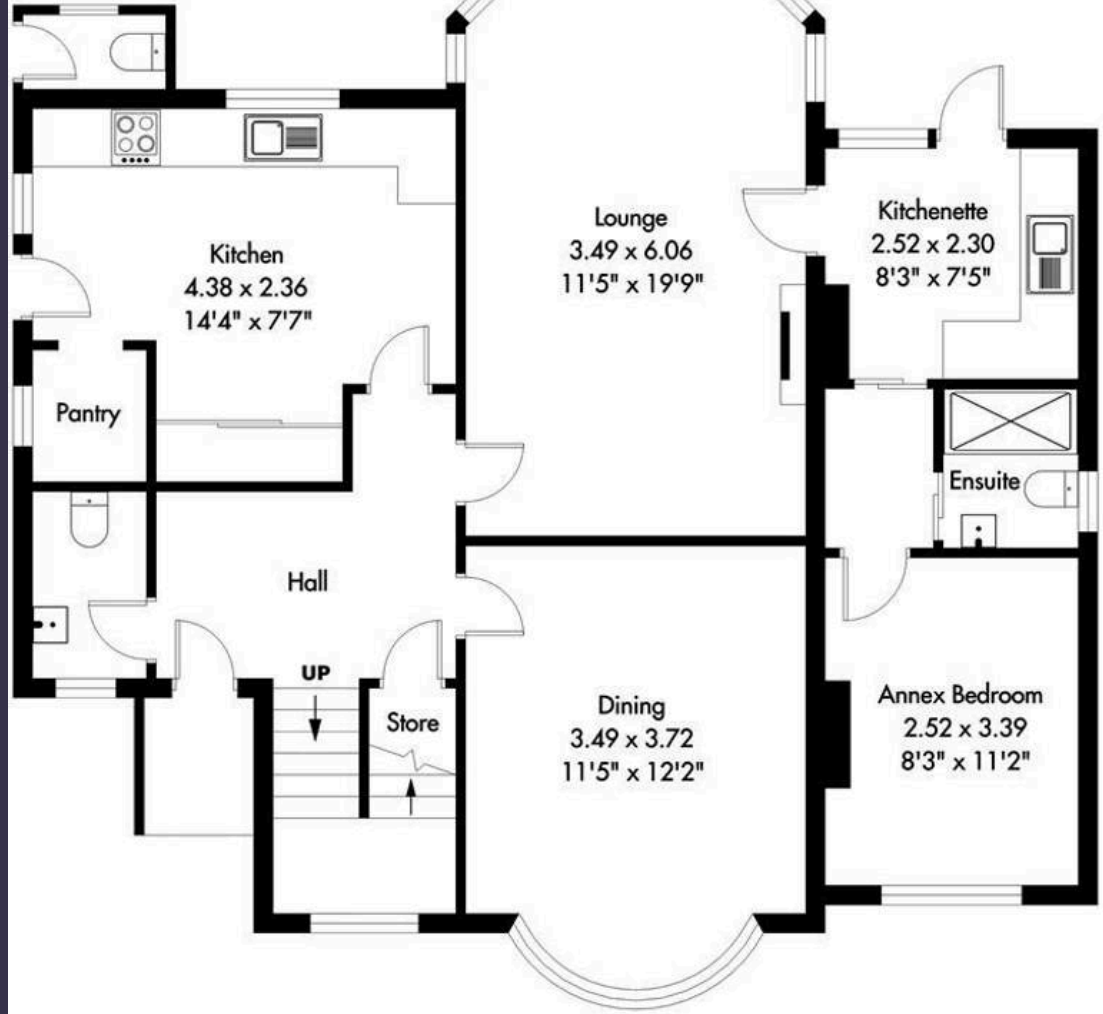 Lounge
3.49 x 6.06
11'5" x 19'9"
Kitchenette
2.52 x 2.30
8'3" x 7'5"
Kitchen
4.38 x 2.36
14'4" x 7'7"
Pantry
Ensuite
Hall
UP
Store
Dining
3.49 x 3.72
11'5" x 12'2"
Annex Bedroom
2.52 x 3.39
8'3" x 11'2"